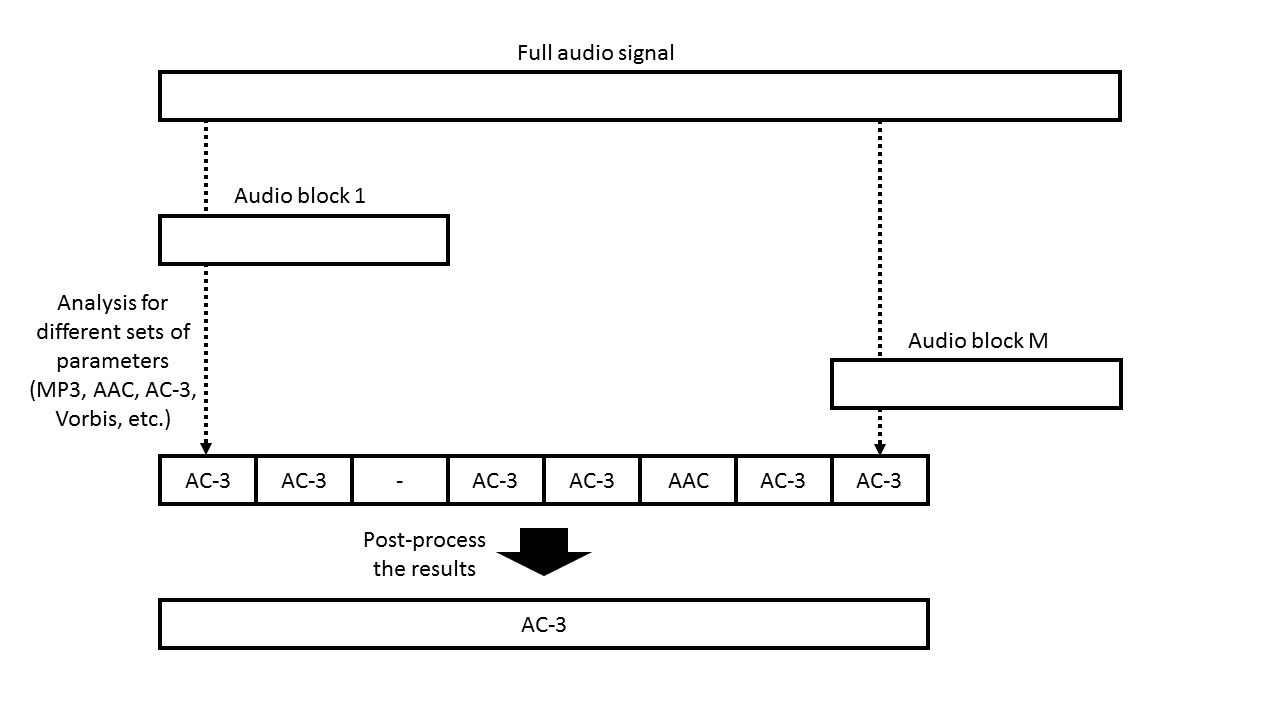 Full audio signal
Audio block 1
Analysis for
different sets of
parameters
(MP3, AAC, AC-3,
Vorbis, etc.)
Audio block M
AC-3 AC-3 - AC-3 AC-3 AAC AC-3 AC-3
Post-process
the results
AC-3